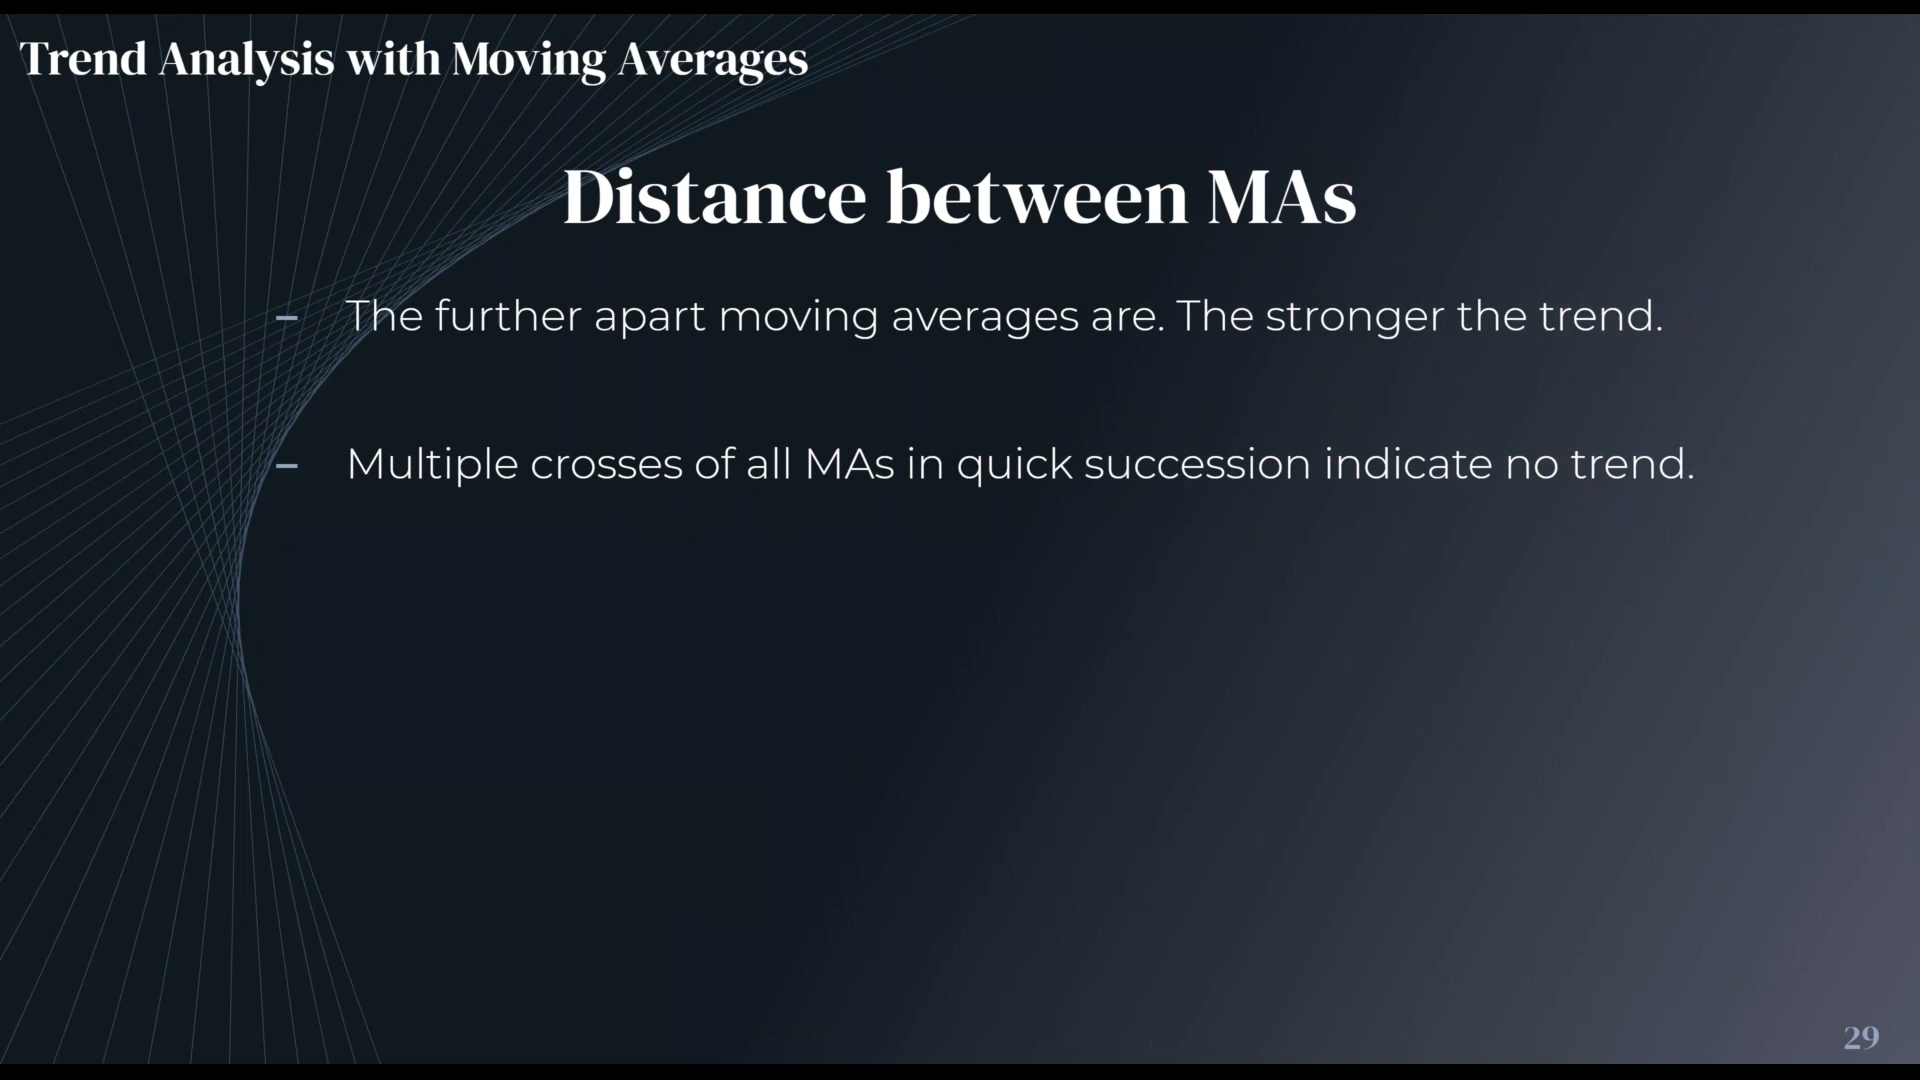 Trend Analysis with Moving Averages
Distance between MAs
– The further apart moving averages are. The stronger the trend.
– Multiple crosses of all MAs in quick succession indicate no trend.
29